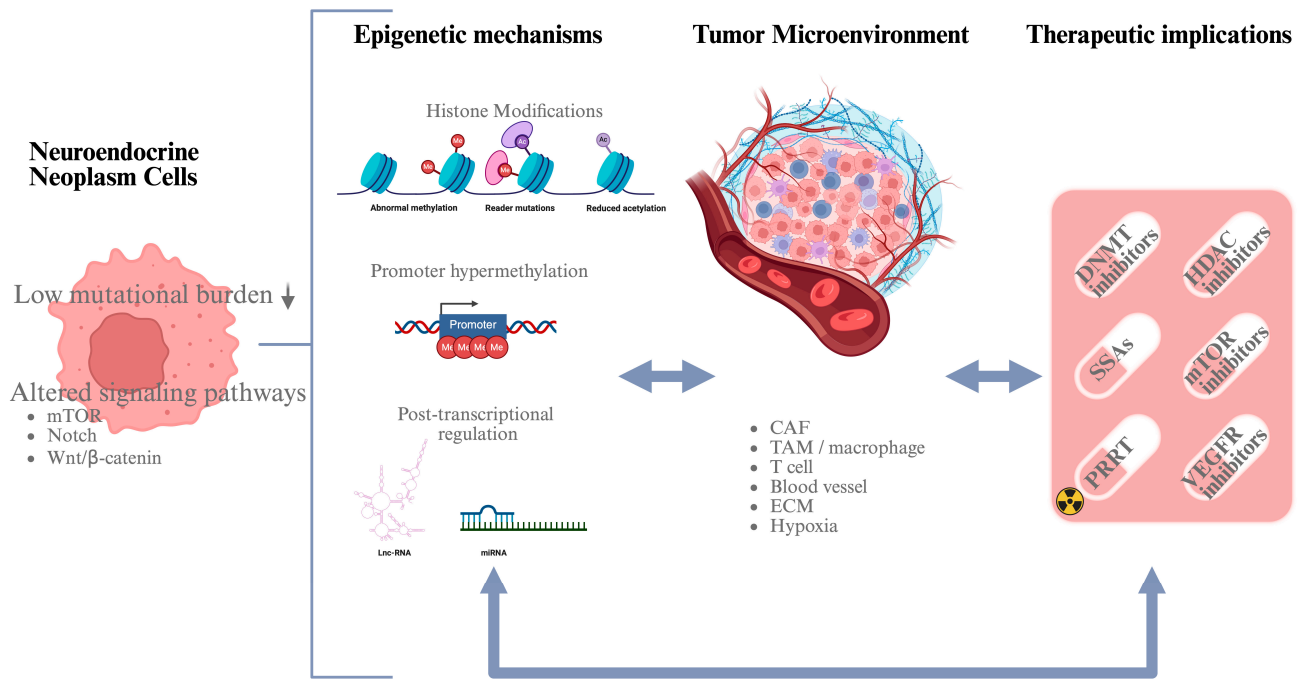 Neuroendocrine
Neoplasm Cells
Low mutational burden
Altered signaling pathways
• mTOR
• Notch
• Wnt/β-catenin
Epigenetic mechanisms
Histone Modifications
Me
Me
Ac
Me
Ac
Abnormal methylation
Reader mutations
Reduced acetylation
Promoter hypermethylation
Promoter
Me Me Me Me
Post-transcriptional
regulation
Lnc-RNA
miRNA
Tumor Microenvironment
• CAF
• TAM / macrophage
• T cell
• Blood vessel
• ECM
• Hypoxia
Therapeutic implications
DNMT
inhibitors
HDAC
inhibitors
SSAs
mTOR
inhibitors
PRRT
VEGFR
inhibitors